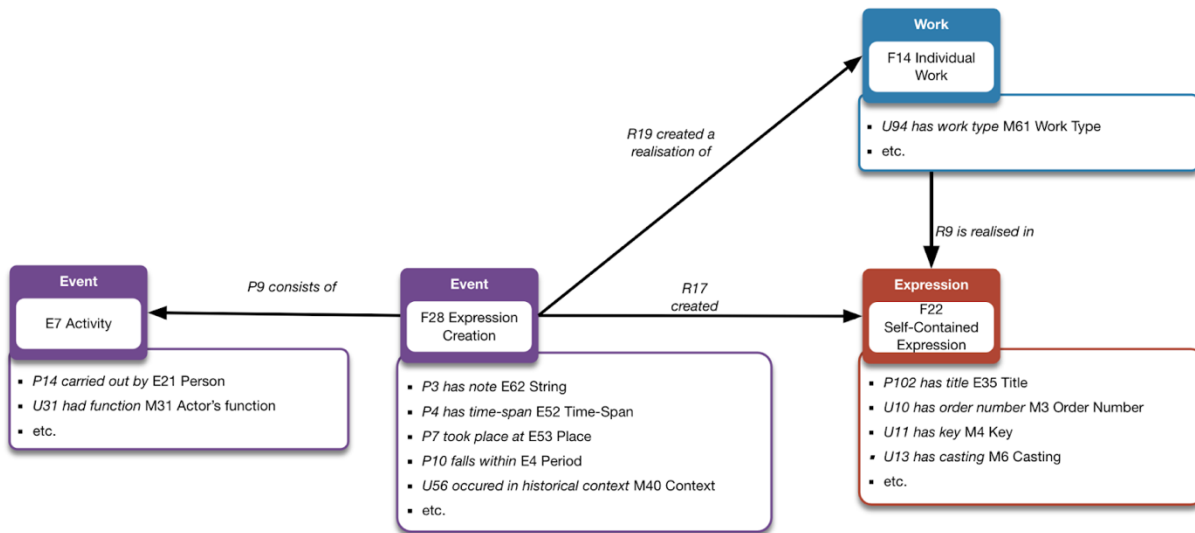 Work
F14 Individual
Work
▪ U94 has work type M61 Work Type
▪ etc.
R19 created a
realisation of
R9 is realised in
Event
E7 Activity
▪ P14 carried out by E21 Person
▪ U31 had function M31 Actor's function
▪ etc.
P9 consists of
Event
F28 Expression
Creation
▪ P3 has note E62 String
▪ P4 has time-span E52 Time-Span
▪ P7 took place at E53 Place
▪ P10 falls within E4 Period
▪ U56 occured in historical context M40 Context
▪ etc.
R17
created
Expression
F22
Self-Contained
Expression
▪ P102 has title E35 Title
▪ U10 has order number M3 Order Number
▪ U11 has key M4 Key
▪ U13 has casting M6 Casting
▪ etc.